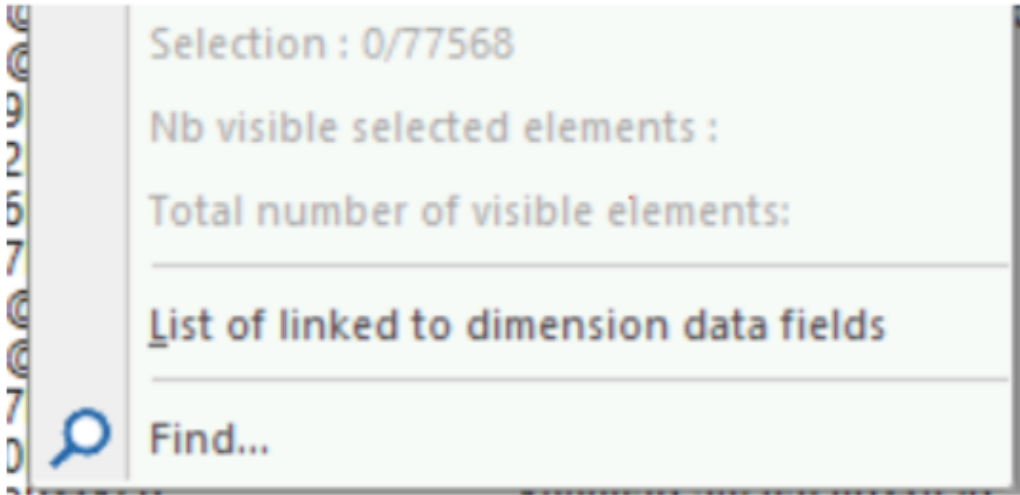 Selection : 0/77568
Nb visible selected elements :
Total number of visible elements:
List of linked to dimension data fields
Find...